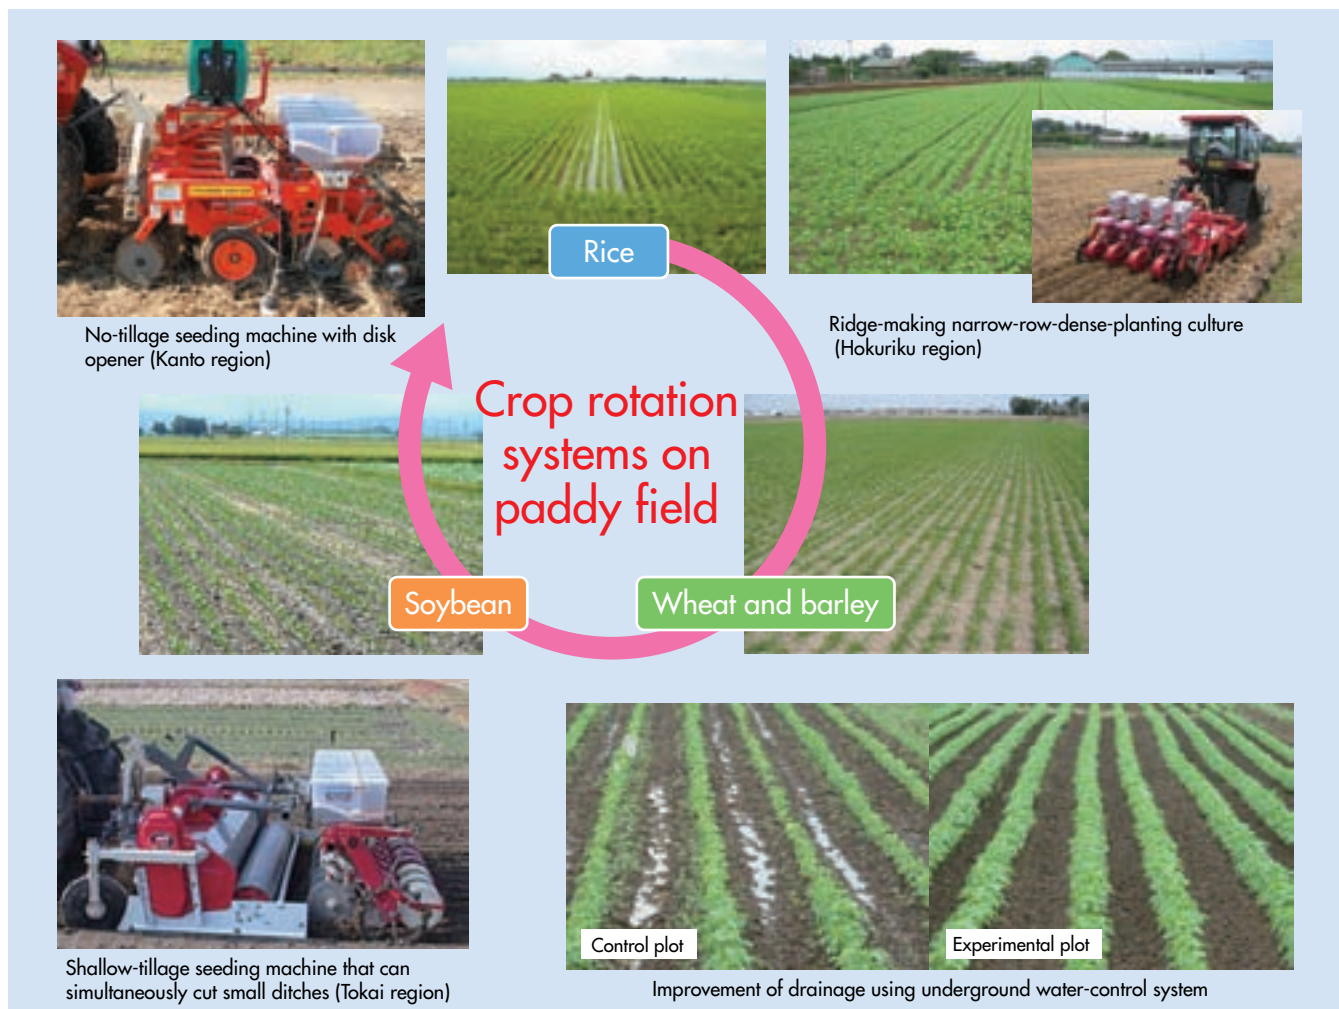 Rice
No-tillage seeding machine with disk
opener (Kanto region)
Ridge-making narrow-row-dense-planting culture
(Hokuriku region)
Crop rotation
systems on
paddy field
Soybean
Wheat and barley
Shallow-tillage seeding machine that can
simultaneously cut small ditches (Tokai region)
Control plot
Experimental plot
Improvement of drainage using underground water-control system